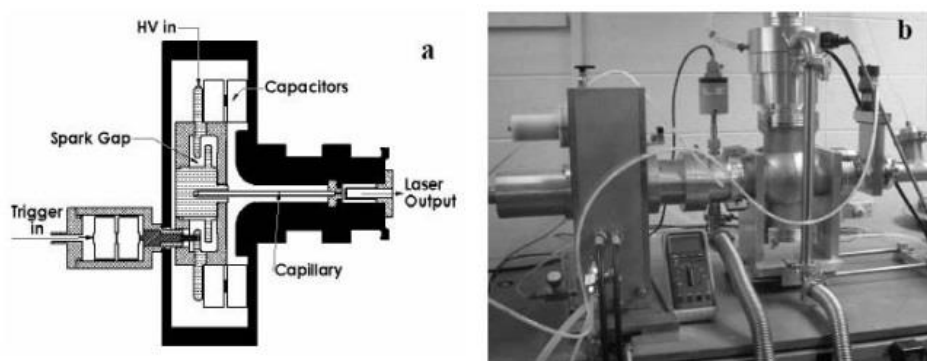 HV in
a
Capacitors
Spark Gap
Laser
Output
Trigger
in
Capillary
b